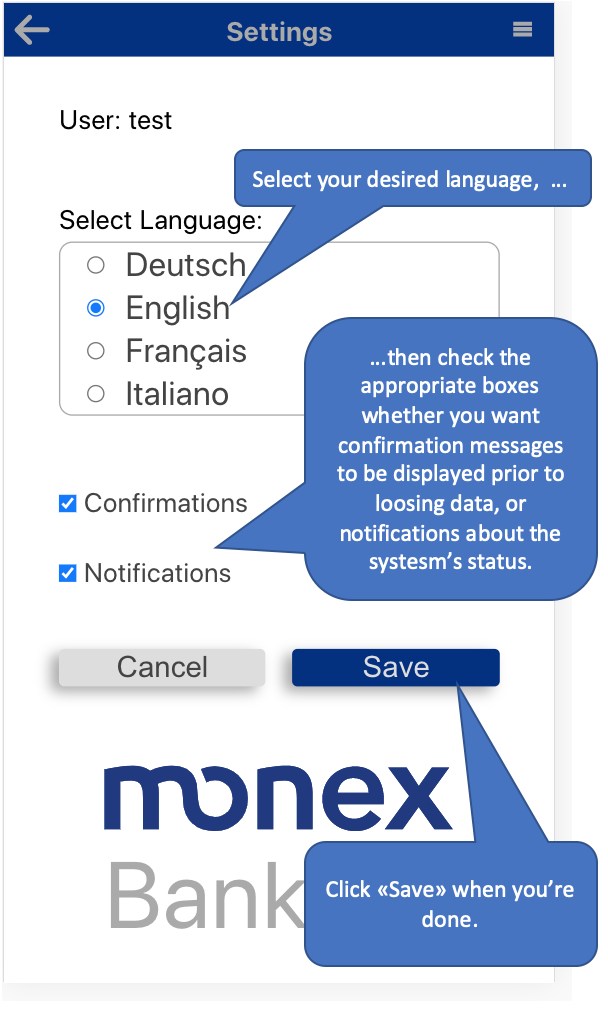 Settings
User: test
Select your desired language,  ...
Select Language:
Deutsch
English
Français
Italiano
...then check the
appropriate boxes
whether you want
confirmation messages
to be displayed prior to
loosing data, or
notifications about the
systesm’s status.
Confirmations
Notifications
Cancel
Save
monex
Bank
Click «Save» when you’re
done.